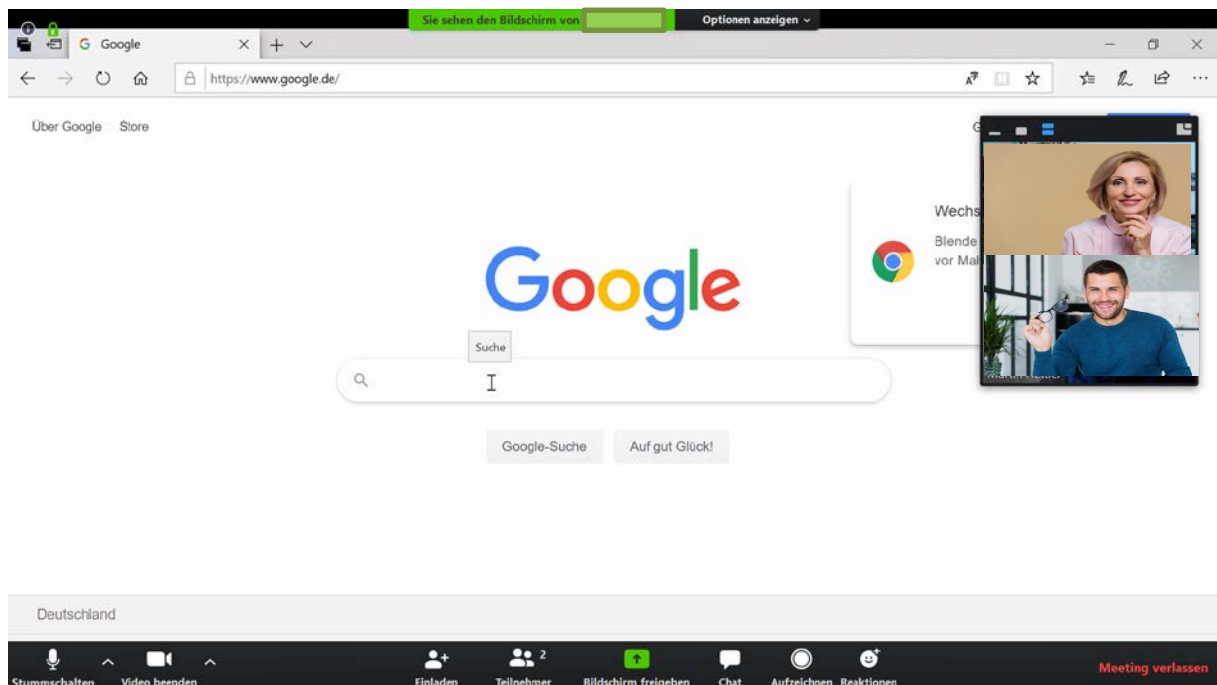 Sie sehen den Bildschirm von
Optionen anzeigen
Google
https://www.google.de/
Über Google Store
Wechs
Blende
vor Mal
Google
Suche
Google-Suche Auf gut Glück!
Deutschland
2
Stummschalten Video beenden Einladen Teilnehmer Bildschirm freigeben Chat Aufzeichnen Reaktionen Meeting verlassen